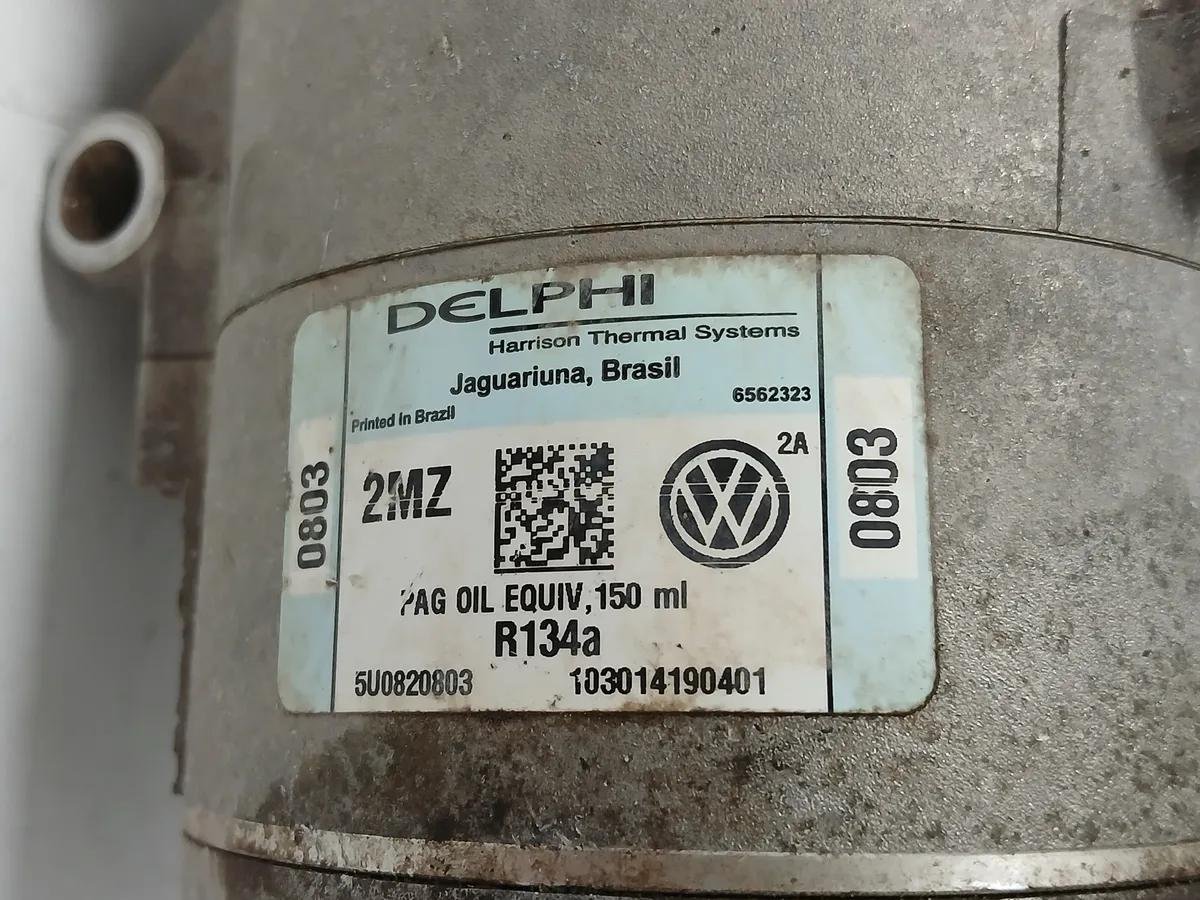 DELPHI
Harrison Thermal Systems
Jaguariuna, Brasil
6562323
Printed In Brazil
0803
2MZ
2A
0803
PAG OIL EQUIV,150 ml
R134a
5U0820803 103014190401